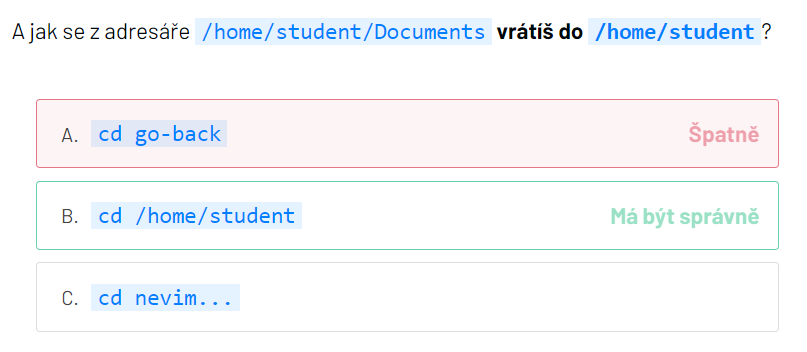 A jak se z adresáře /home/student/Documents vrátíš do /home/student?
A. cd go-back Špatně
B. cd /home/student Má být správně
C. cd nevim...